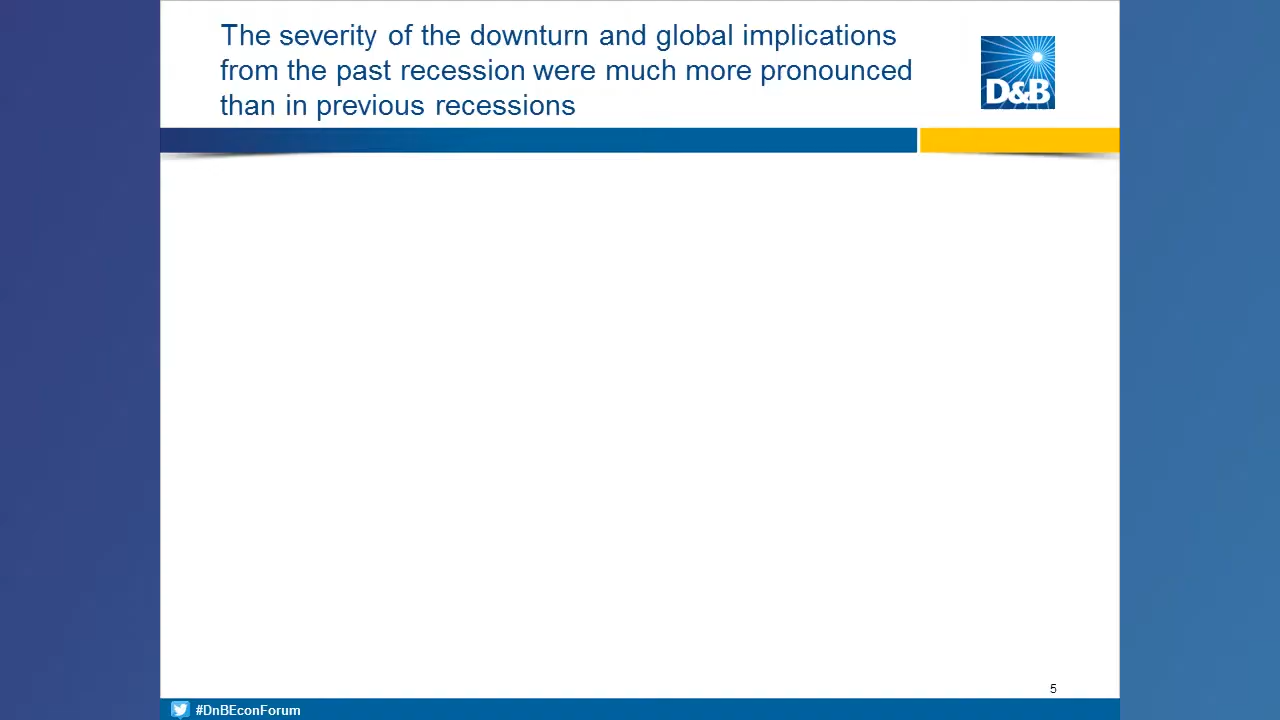 The severity of the downturn and global implications
from the past recession were much more pronounced
than in previous recessions
D&B
5
#DnBEconForum